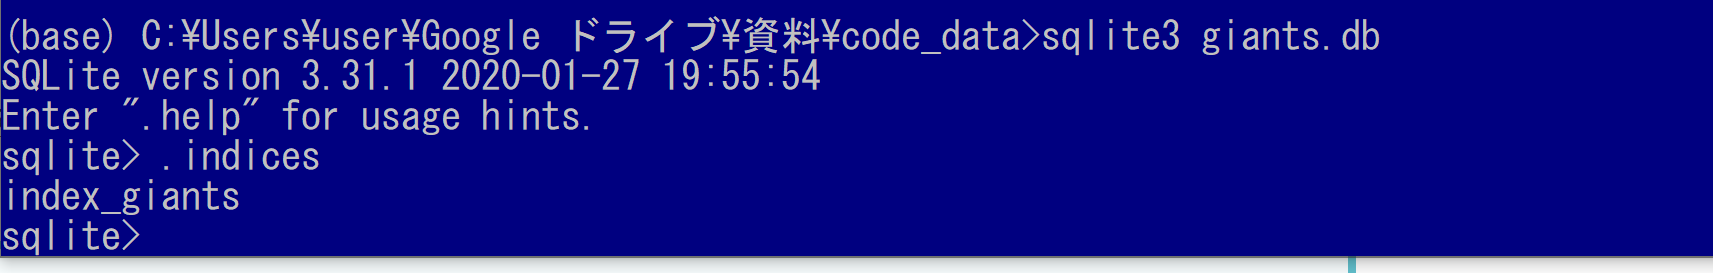 (base) C:¥Users¥user¥Google ドライブ¥資料¥code_data>sqlite3 giants.db
SQLite version 3.31.1 2020-01-27 19:55:54
Enter ".help" for usage hints.
sqlite> .indices
index_giants
sqlite>